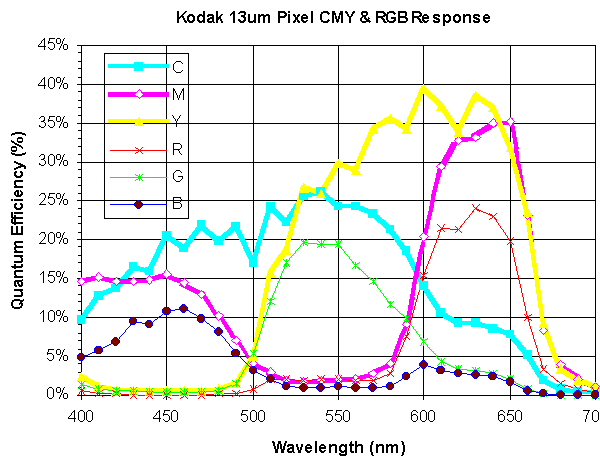 Kodak 13um Pixel CMY & RGB Response
45%
40%
35%
30%
25%
20%
15%
10%
5%
0%
Quantum Efficiency (%)
C
M
Y
R
G
B
400 450 500 550 600 650 70
Wavelength (nm)